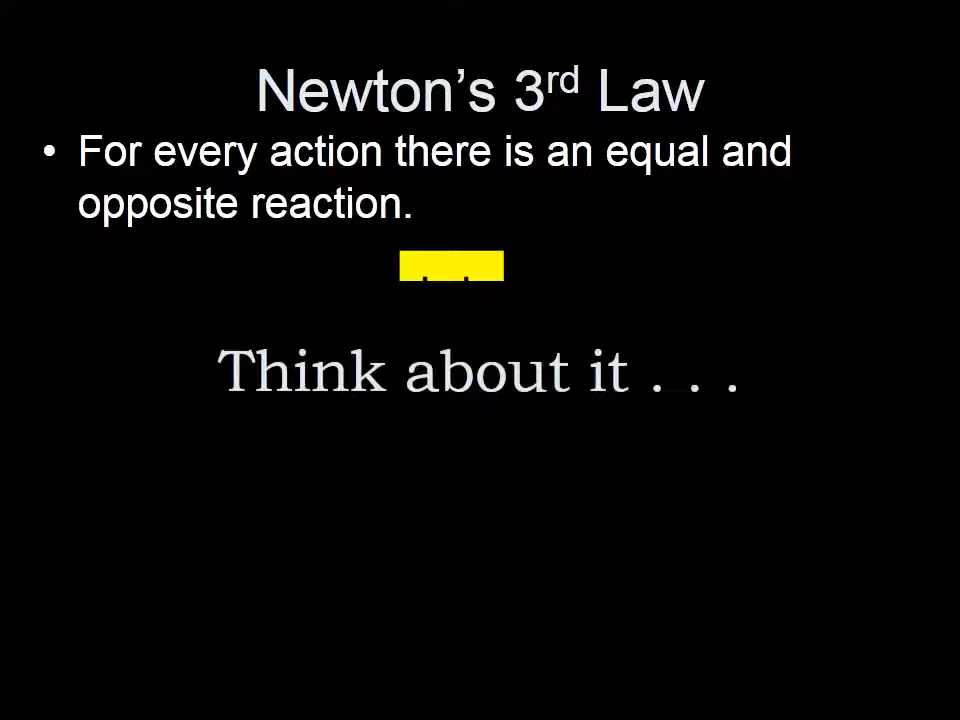 Newton’s 3rd Law
• For every action there is an equal and
opposite reaction.
Think about it . . .